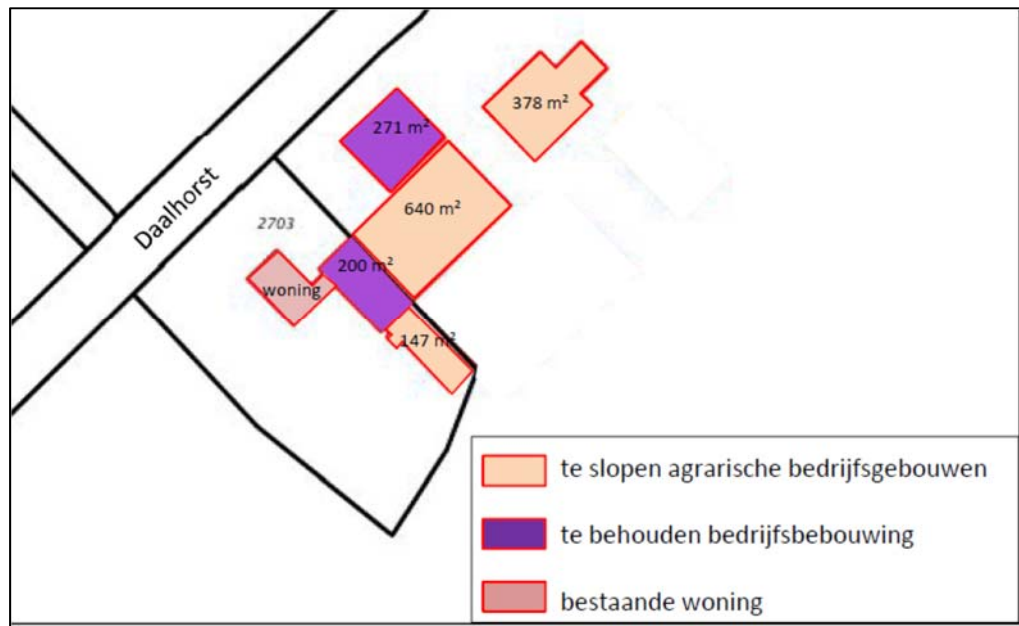 378 m²
271 m²
640 m²
Daalhorst
2703
200 m²
woning
147 m²
te slopen agrarische bedrijfsgebouwen
te behouden bedrijfsbebouwing
bestaande woning